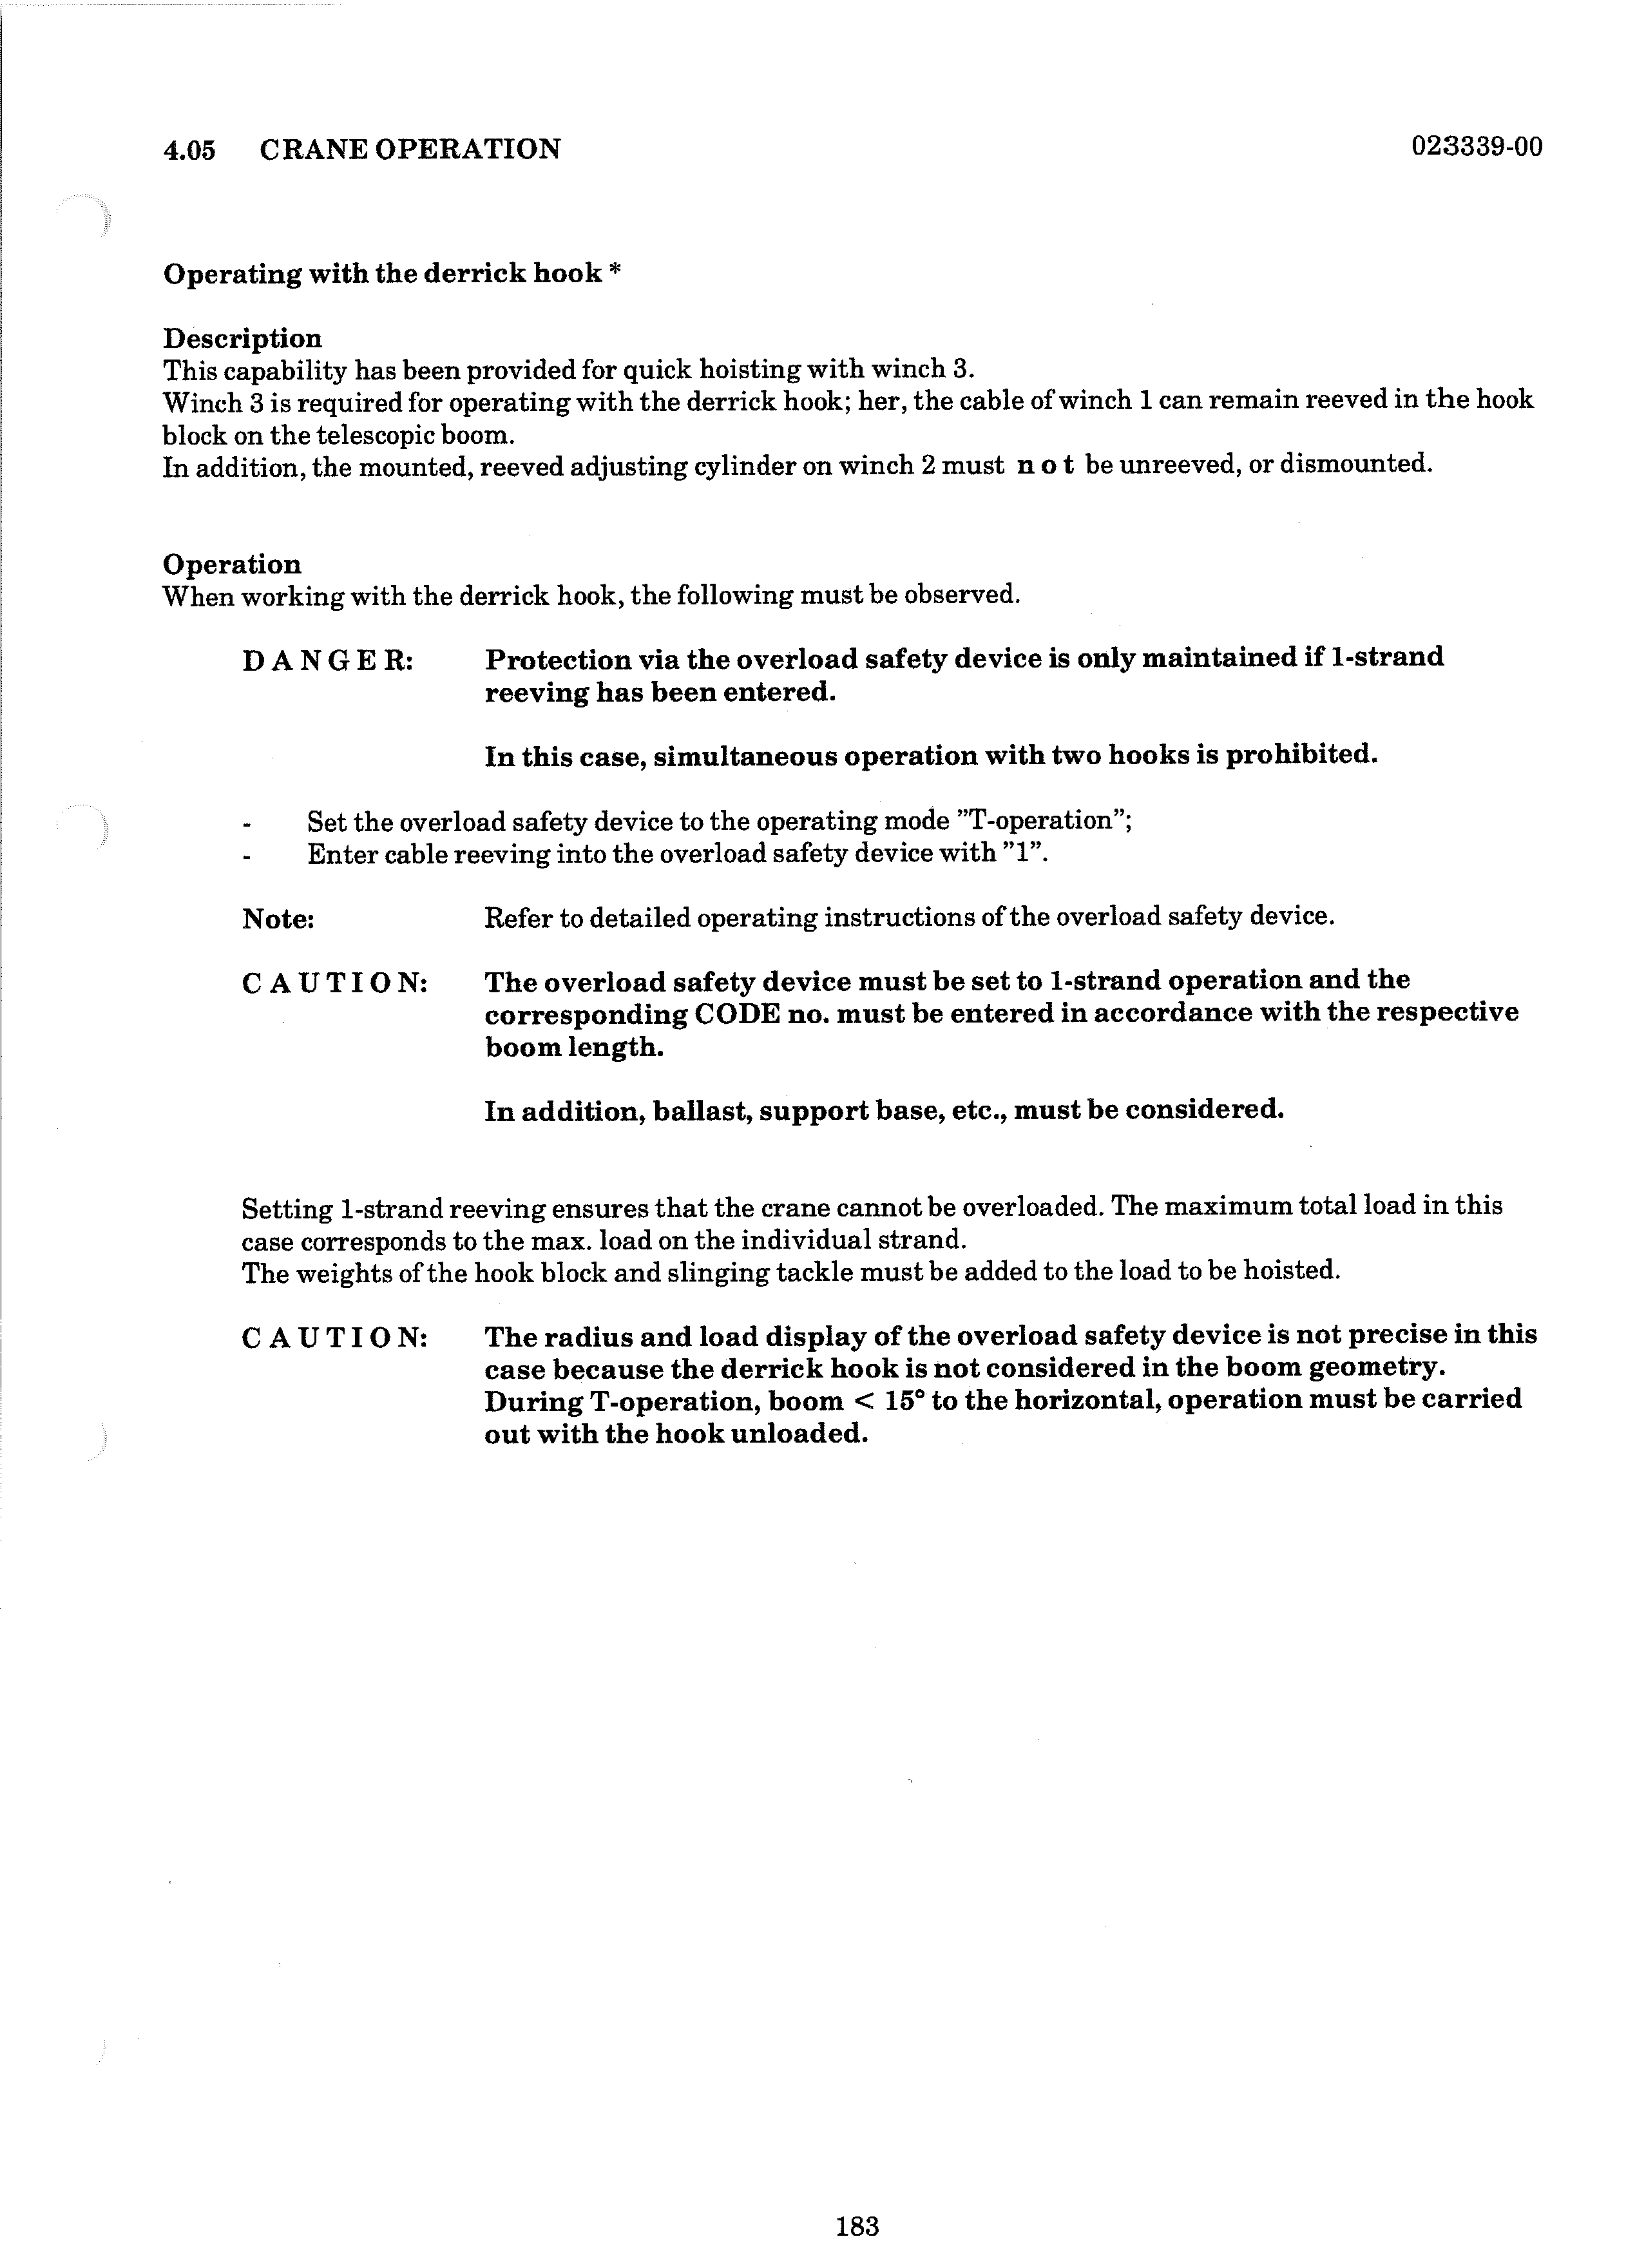 4.05 CRANE OPERATION 023339-00
Operating with the derrick hook *
Description
This capability has been provided for quick hoisting with winch 3.
Winch 3 is required for operating with the derrick hook; her, the cable of winch 1 can remain reeved in the hook
block on the telescopic boom.
In addition, the mounted, reeved adjusting cylinder on winch 2 must n o t be unreeved, or dismounted.
Operation
When working with the derrick hook, the following must be observed.
D A N G E R: Protection via the overload safety device is only maintained if 1-strand
reeving has been entered.
In this case, simultaneous operation with two hooks is prohibited.
- Set the overload safety device to the operating mode ”T-operation”;
- Enter cable reeving into the overload safety device with ”1”.
Note: Refer to detailed operating instructions of the overload safety device.
C A U T I O N: The overload safety device must be set to 1-strand operation and the
corresponding CODE no. must be entered in accordance with the respective
boom length.
In addition, ballast, support base, etc., must be considered.
Setting 1-strand reeving ensures that the crane cannot be overloaded. The maximum total load in this
case corresponds to the max. load on the individual strand.
The weights of the hook block and slinging tackle must be added to the load to be hoisted.
C A U T I O N: The radius and load display of the overload safety device is not precise in this
case because the derrick hook is not considered in the boom geometry.
During T-operation, boom < 15° to the horizontal, operation must be carried
out with the hook unloaded.
183